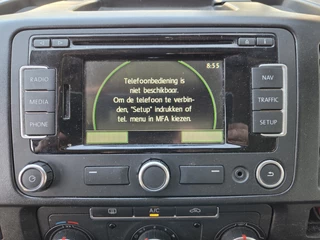 8:55
RADIO
MEDIA
PHONE
Telefoonbediening is
niet beschikbaar.
Om de telefoon te verbin-
den, "Setup" indrukken of
tel. menu in MFA kiezen.
NAV
TRAFFIC
SETUP
A/C